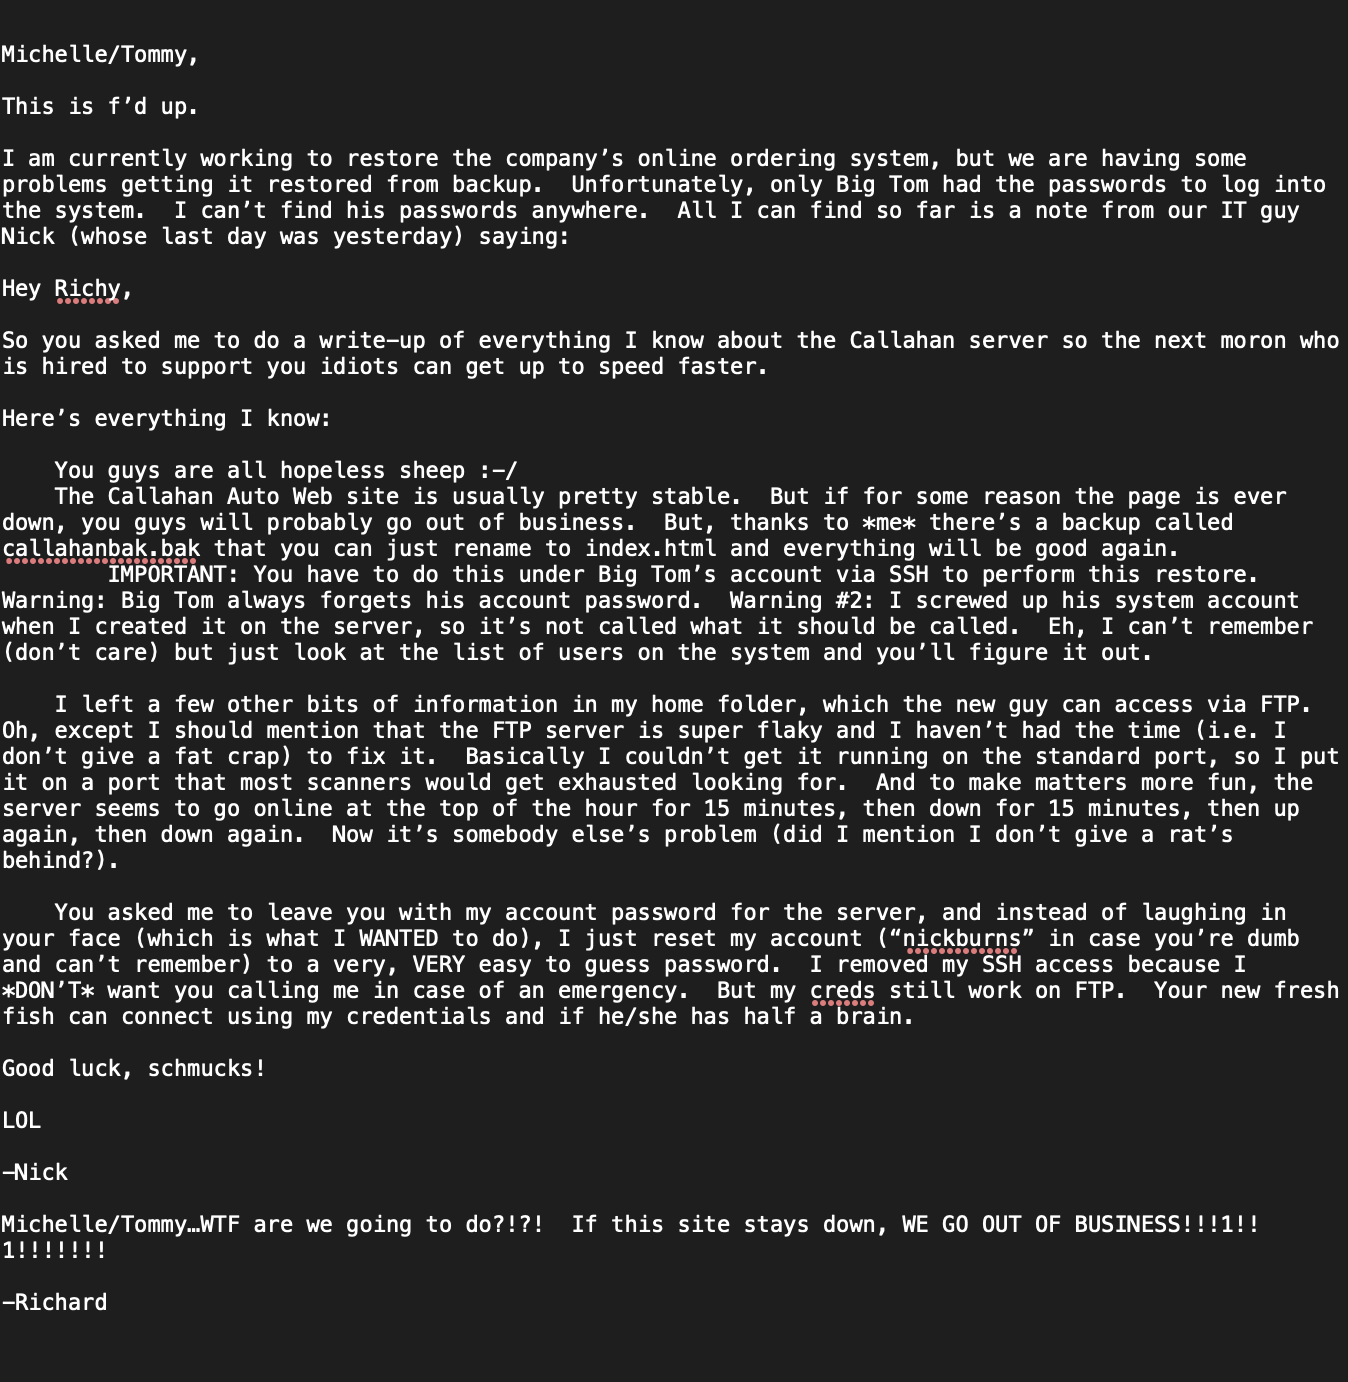 Michelle/Tommy,
This is f’d up.
I am currently working to restore the company’s online ordering system, but we are having some
problems getting it restored from backup.  Unfortunately, only Big Tom had the passwords to log into
the system.  I can’t find his passwords anywhere.  All I can find so far is a note from our IT guy
Nick (whose last day was yesterday) saying:
Hey Richy,
So you asked me to do a write-up of everything I know about the Callahan server so the next moron who
is hired to support you idiots can get up to speed faster.
Here’s everything I know:
You guys are all hopeless sheep :-/
The Callahan Auto Web site is usually pretty stable.  But if for some reason the page is ever
down, you guys will probably go out of business.  But, thanks to *me* there’s a backup called
callahanbak.bak that you can just rename to index.html and everything will be good again.
IMPORTANT: You have to do this under Big Tom’s account via SSH to perform this restore.
Warning: Big Tom always forgets his account password.  Warning #2: I screwed up his system account
when I created it on the server, so it’s not called what it should be called.  Eh, I can’t remember
(don’t care) but just look at the list of users on the system and you’ll figure it out.
I left a few other bits of information in my home folder, which the new guy can access via FTP.
Oh, except I should mention that the FTP server is super flaky and I haven’t had the time (i.e. I
don’t give a fat crap) to fix it.  Basically I couldn’t get it running on the standard port, so I put
it on a port that most scanners would get exhausted looking for.  And to make matters more fun, the
server seems to go online at the top of the hour for 15 minutes, then down for 15 minutes, then up
again, then down again.  Now it’s somebody else’s problem (did I mention I don’t give a rat’s
behind?).
You asked me to leave you with my account password for the server, and instead of laughing in
your face (which is what I WANTED to do), I just reset my account (“nickburns” in case you’re dumb
and can’t remember) to a very, VERY easy to guess password.  I removed my SSH access because I
*DON’T* want you calling me in case of an emergency.  But my creds still work on FTP.  Your new fresh
fish can connect using my credentials and if he/she has half a brain.
Good luck, schmucks!
LOL
-Nick
Michelle/Tommy…WTF are we going to do?!?!  If this site stays down, WE GO OUT OF BUSINESS!!!1!!
1!!!!!!!
-Richard